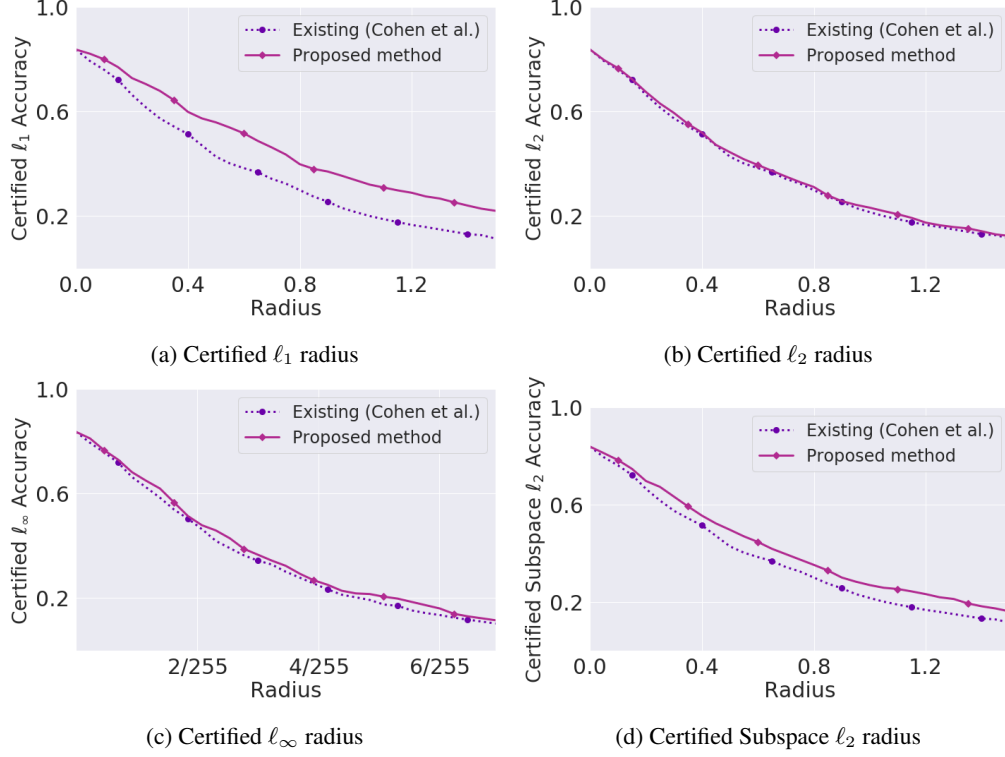 1.0
0.6
0.2
Certified ℓ1 Accuracy
Existing (Cohen et al.)
Proposed method
0.0 0.4 0.8 1.2
Radius
(a) Certified ℓ1 radius
1.0
0.6
0.2
Certified ℓ2 Accuracy
Existing (Cohen et al.)
Proposed method
0.0 0.4 0.8 1.2
Radius
(b) Certified ℓ2 radius
1.0
0.6
0.2
Certified ℓ∞ Accuracy
Existing (Cohen et al.)
Proposed method
2/255 4/255 6/255
Radius
(c) Certified ℓ∞ radius
1.0
0.6
0.2
Certified Subspace ℓ2 Accuracy
Existing (Cohen et al.)
Proposed method
0.0 0.4 0.8 1.2
Radius
(d) Certified Subspace ℓ2 radius